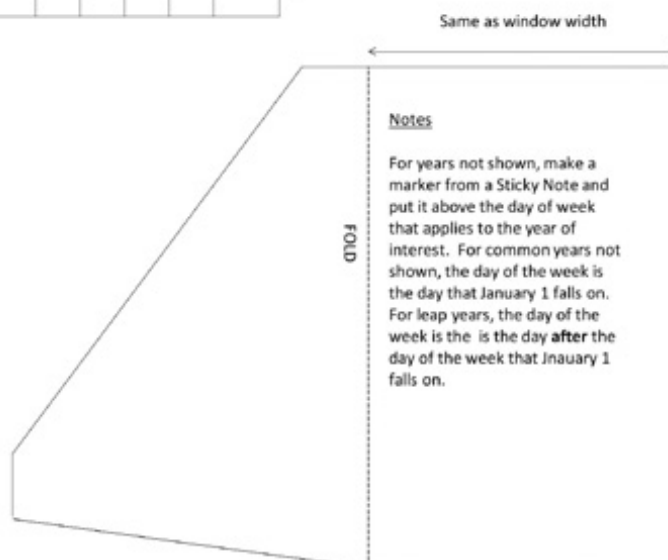 Same as window width
Notes
For years not shown, make a
marker from a Sticky Note and
put it above the day of week
that applies to the year of
interest.  For common years not
shown, the day of the week is
the day that January 1 falls on.
For leap years, the day of the
week is the  is the day after the
day of the week that Jnauary 1
falls on.
FOLD